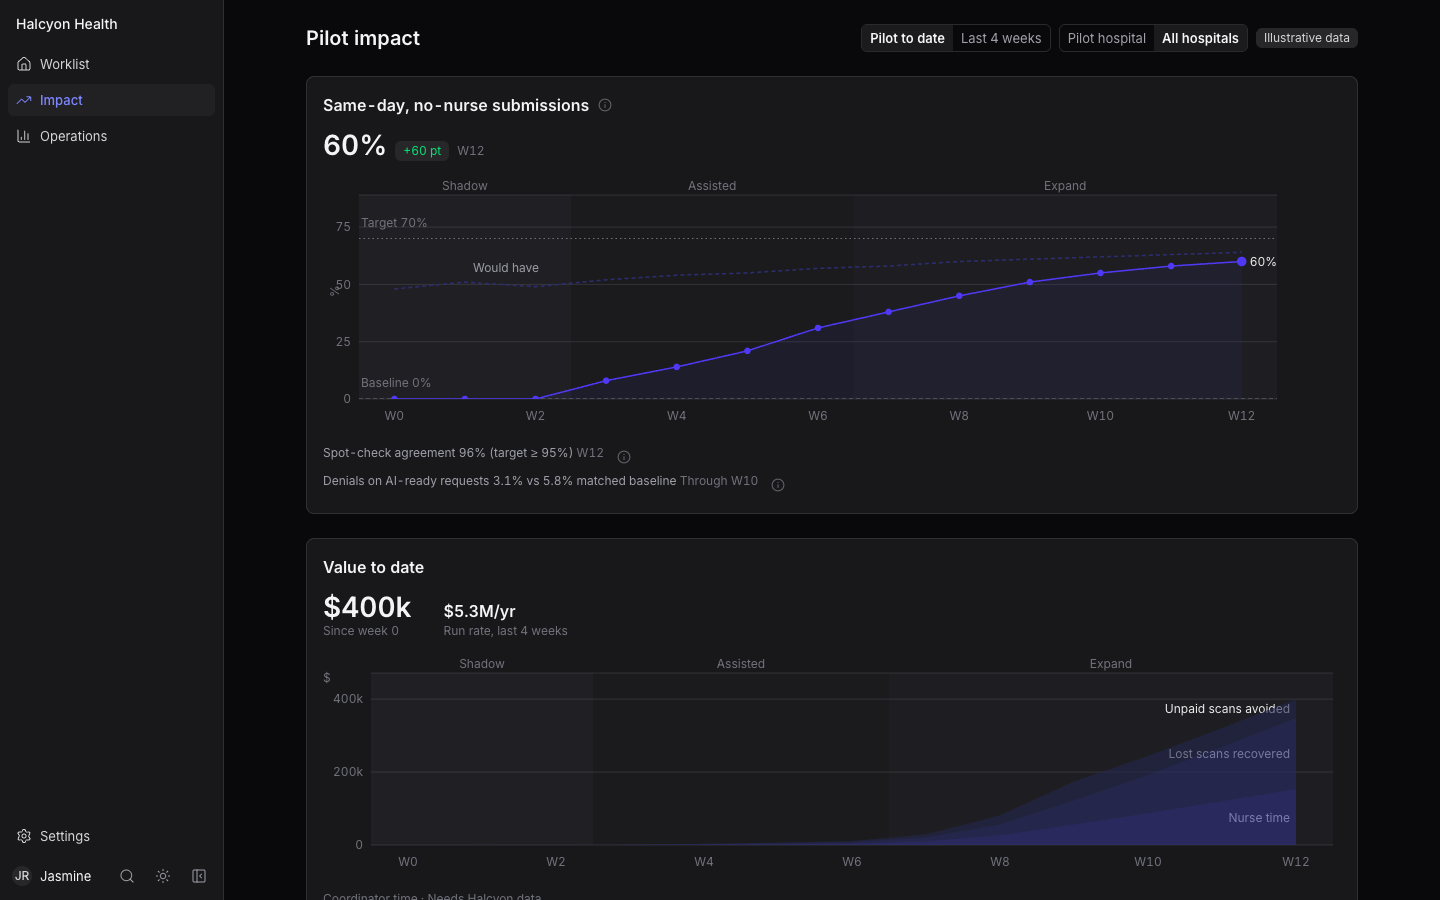 Halcyon Health
Worklist
Impact
Operations
Settings
JR Jasmine
Pilot impact
Pilot to date Last 4 weeks Pilot hospital All hospitals Illustrative data
Same-day, no-nurse submissions
60% +60 pt W12
Shadow Assisted Expand
75
Target 70%
Would have
60%
%
50
25
Baseline 0%
0
W0 W2 W4 W6 W8 W10 W12
Spot-check agreement 96% (target ≥ 95%) W12
Denials on AI-ready requests 3.1% vs 5.8% matched baseline Through W10
Value to date
$400k $5.3M/yr
Since week 0 Run rate, last 4 weeks
Shadow Assisted Expand
$
400k
Unpaid scans avoided
Lost scans recovered
200k
Nurse time
0
W0 W2 W4 W6 W8 W10 W12
Coordinator time · Needs Halcyon data